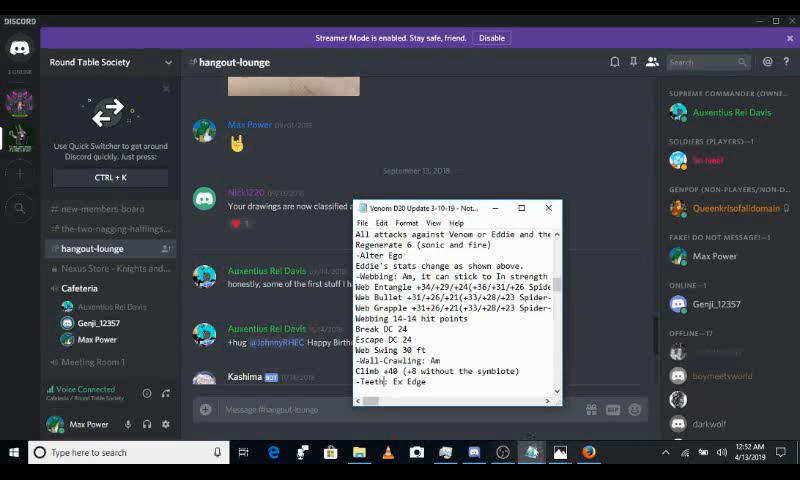 DISCORD
Streamer Mode is enabled. Stay safe, friend.
Disable
Round Table Society
# hangout-lounge
Search
Use Quick Switcher to get around
Discord quickly. Just press:
CTRL + K
# new-members-board
# the-two-nagging-halflings...
# hangout-lounge
Nexus Store - Knights and...
Cafeteria
Auxentius Rei Davis
Genji_12357
Max Power
Meeting Room 1
Voice Connected
Cafeteria / Round Table Society
Max Power
Max Power 09/01/2018
September 13, 2018
Nick1220
Your drawings are now classified a
1
Auxentius Rei Davis
honestly, some of the first stuff I h
Auxentius Rei Davis
+hug @JohnnyRHEC Happy Birth
Kashima BOT
Message #hangout-lounge
GIF
Venom D20 Update 3-10-19 - Not...
File Edit Format View Help
All attacks against Venom or Eddie and the
Regenerate 6 (sonic and fire)
-Alter Ego
Eddie's stats change as shown above.
-Webbing: Am, it can stick to In strength
Web Entangle +34/+29/+24(+36/+31/+26 Spide
Web Bullet +31/+26/+21(+33/+28/+23 Spider-
Web Grapple +31+26/+21(+33/+28/+23 Spider-
Webbing 14-14 hit points
Break DC 24
Escape DC 24
Web Swing 30 ft
-Wall-Crawling: Am
Climb +40 (+8 without the symbiote)
-Teeth: Ex Edge
SUPREME COMMANDER (OWNE...
Auxentius Rei Davis
SOLDIERS (PLAYERS)—1
GENPOP (NON-PLAYERS/NON-D...
Queenkrisofalldomain
FAKE! DO NOT MESSAGE!—1
Max Power
ONLINE—1
Genji_12357
OFFLINE—17
boymeetsworld
darkwolf
Type here to search
12:52 AM
4/13/2019